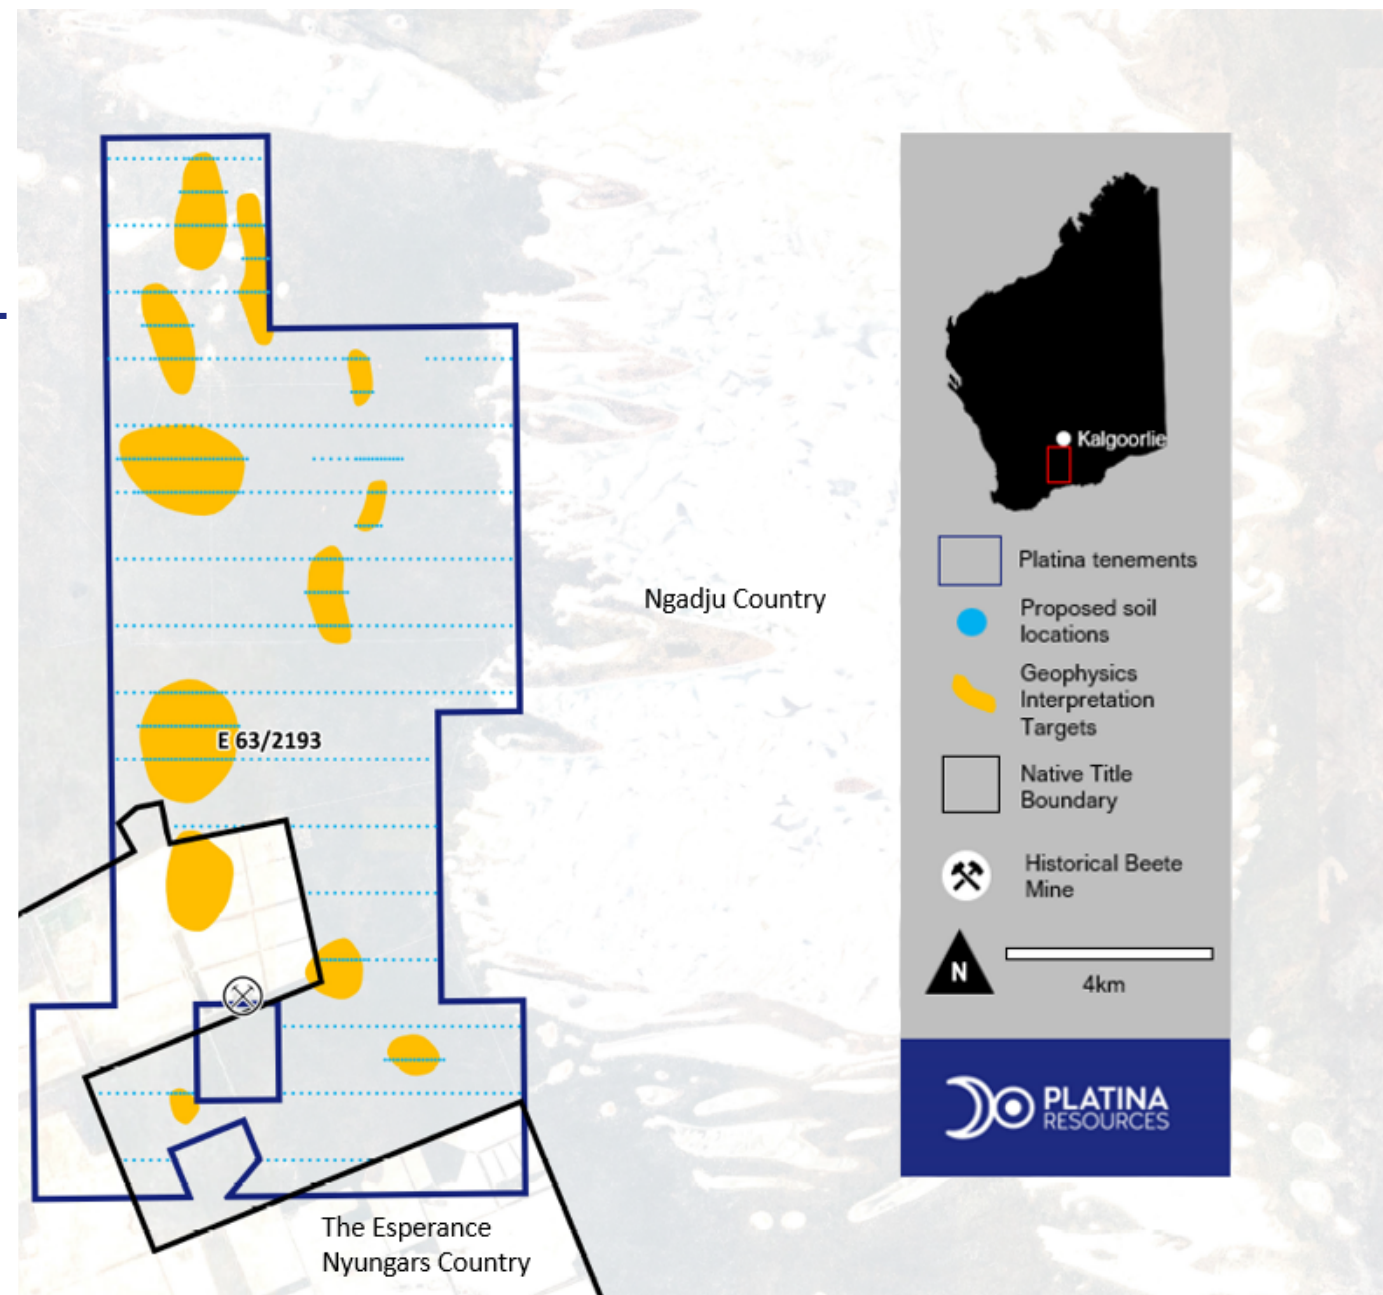 E 63/2193
Ngadju Country
The Esperance
Nyungars Country
Kalgoorlie
Platina tenements
Proposed soil
locations
Geophysics
Interpretation
Targets
Native Title
Boundary
Historical Beete
Mine
N
4km
PLATINA
RESOURCES